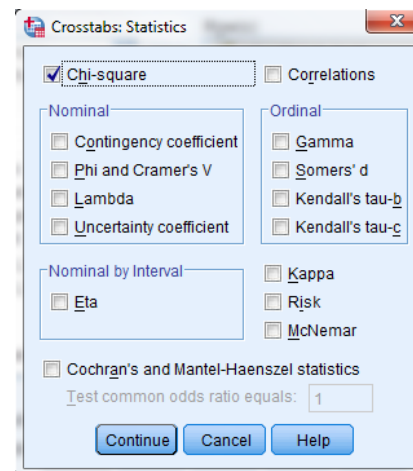 Crosstabs: Statistics
Chi-square
Correlations
Nominal
Contingency coefficient
Phi and Cramer's V
Lambda
Uncertainty coefficient
Ordinal
Gamma
Somers' d
Kendall's tau-b
Kendall's tau-c
Nominal by Interval
Eta
Kappa
Risk
McNemar
Cochran's and Mantel-Haenszel statistics
Test common odds ratio equals: 1
Continue Cancel Help